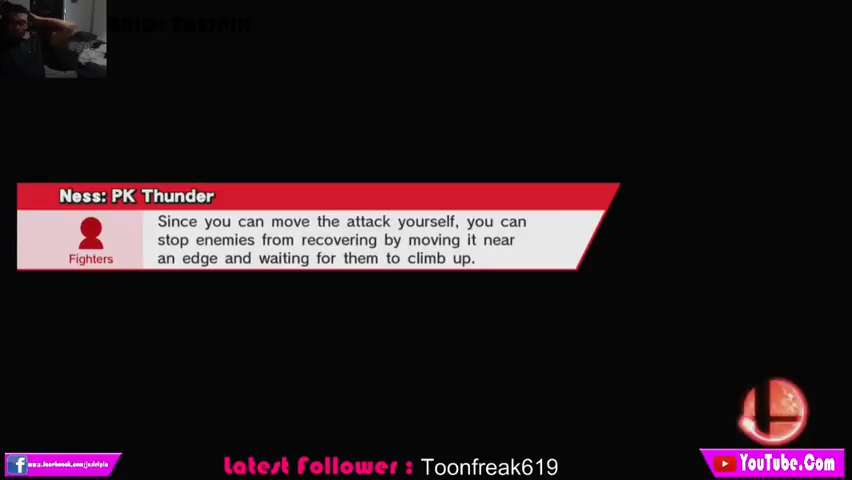 Ness: PK Thunder
Since you can move the attack yourself, you can
stop enemies from recovering by moving it near
an edge and waiting for them to climb up.
Fighters
Latest Follower : Toonfreak619
YouTube.Com